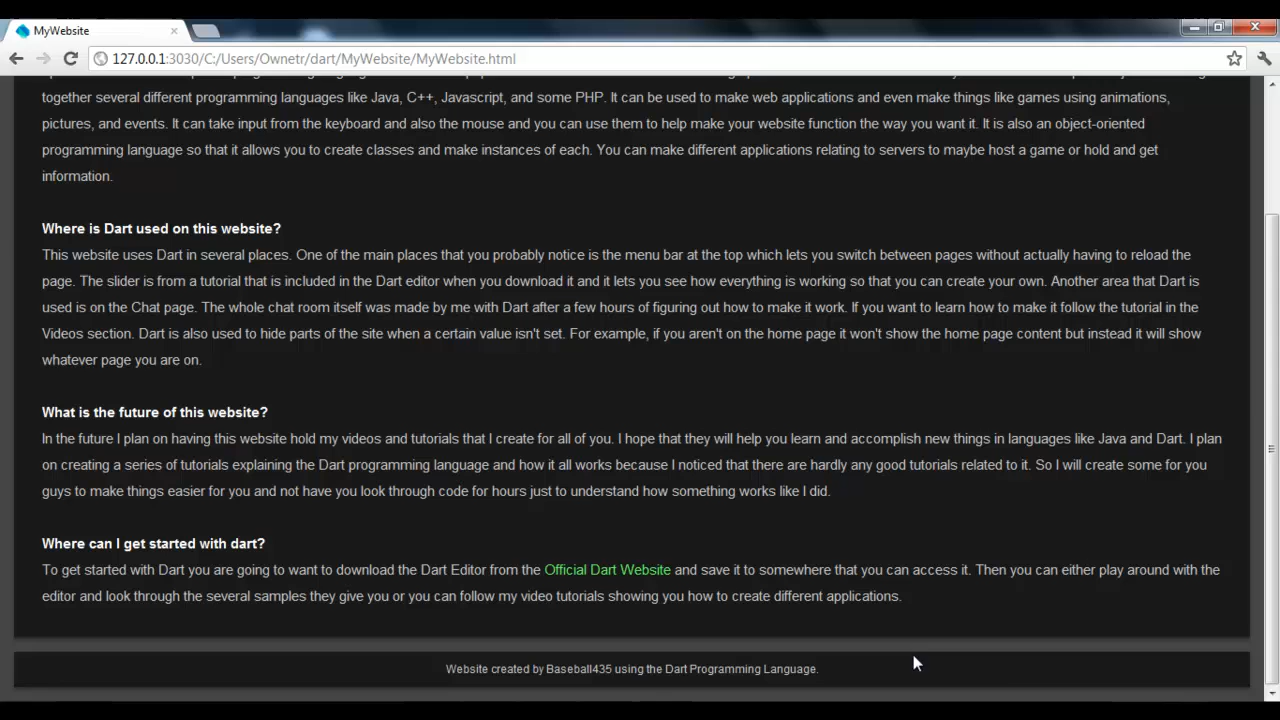 MyWebsite
127.0.0.1:3030/C:/Users/Ownetr/dart/MyWebsite/MyWebsite.html
together several different programming languages like Java, C++, Javascript, and some PHP. It can be used to make web applications and even make things like games using animations,
pictures, and events. It can take input from the keyboard and also the mouse and you can use them to help make your website function the way you want it. It is also an object-oriented
programming language so that it allows you to create classes and make instances of each. You can make different applications relating to servers to maybe host a game or hold and get
information.
Where is Dart used on this website?
This website uses Dart in several places. One of the main places that you probably notice is the menu bar at the top which lets you switch between pages without actually having to reload the
page. The slider is from a tutorial that is included in the Dart editor when you download it and it lets you see how everything is working so that you can create your own. Another area that Dart is
used is on the Chat page. The whole chat room itself was made by me with Dart after a few hours of figuring out how to make it work. If you want to learn how to make it follow the tutorial in the
Videos section. Dart is also used to hide parts of the site when a certain value isn't set. For example, if you aren't on the home page it won't show the home page content but instead it will show
whatever page you are on.
What is the future of this website?
In the future I plan on having this website hold my videos and tutorials that I create for all of you. I hope that they will help you learn and accomplish new things in languages like Java and Dart. I plan
on creating a series of tutorials explaining the Dart programming language and how it all works because I noticed that there are hardly any good tutorials related to it. So I will create some for you
guys to make things easier for you and not have you look through code for hours just to understand how something works like I did.
Where can I get started with dart?
To get started with Dart you are going to want to download the Dart Editor from the Official Dart Website and save it to somewhere that you can access it. Then you can either play around with the
editor and look through the several samples they give you or you can follow my video tutorials showing you how to create different applications.
Website created by Baseball435 using the Dart Programming Language.